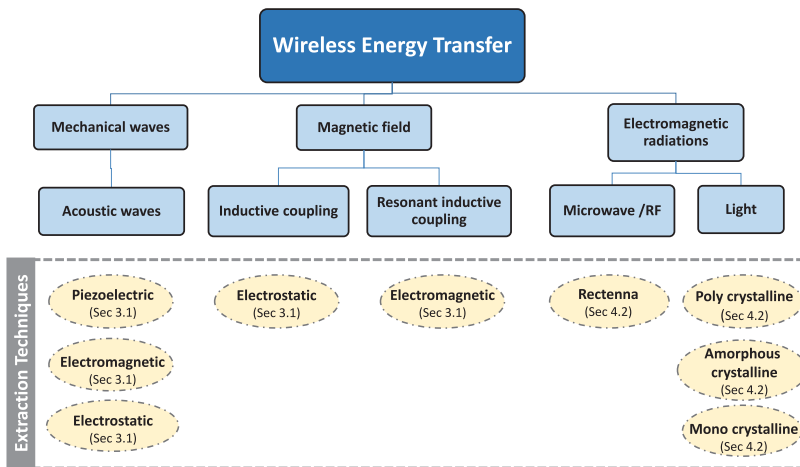 Wireless Energy Transfer
Mechanical waves
Magnetic field
Electromagnetic
radiations
Acoustic waves
Inductive coupling
Resonant inductive
coupling
Microwave /RF
Light
Extraction Techniques
Piezoelectric
(Sec 3.1)
Electrostatic
(Sec 3.1)
Electromagnetic
(Sec 3.1)
Rectenna
(Sec 4.2)
Poly crystalline
(Sec 4.2)
Electromagnetic
(Sec 3.1)
Amorphous
crystalline
(Sec 4.2)
Electrostatic
(Sec 3.1)
Mono crystalline
(Sec 4.2)